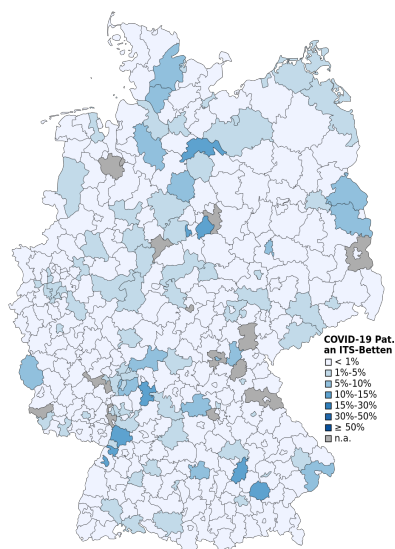 COVID-19 Pat.
an ITS-Betten
< 1%
1%-5%
5%-10%
10%-15%
15%-30%
30%-50%
≥ 50%
n.a.